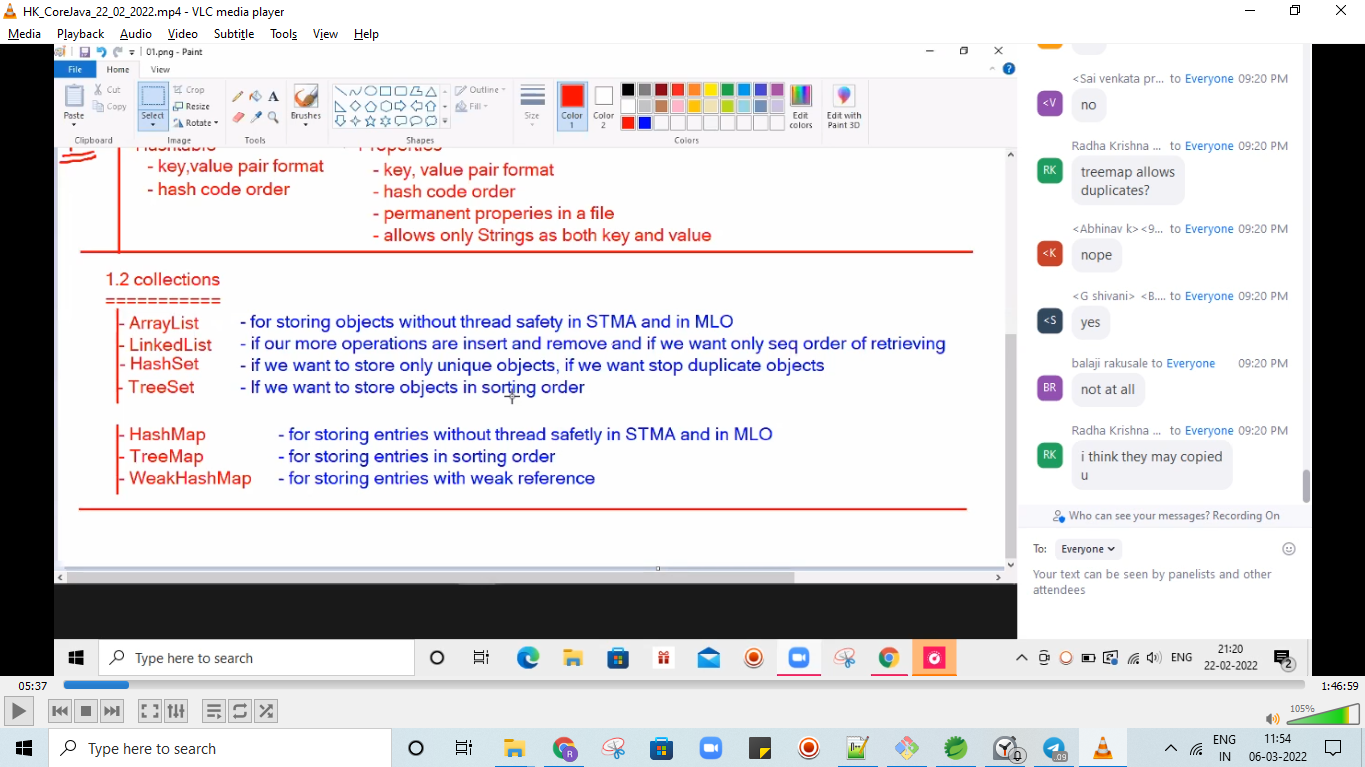 HK_CoreJava_22_02_2022.mp4 - VLC media player
Media Playback Audio Video Subtitle Tools View Help
01.png - Paint
File Home View
Paste
Cut
Copy
Clipboard
Select
Crop
Resize
Rotate
Image
Tools
Brushes
Shapes
Outline
Fill
Size
Color 1
Color 2
Colors
Edit colors
Edit with Paint 3D
Hashtable
- key,value pair format
- hash code order
Properties
- key, value pair format
- hash code order
- permanent properies in a file
- allows only Strings as both key and value
1.2 collections
===========
- ArrayList - for storing objects without thread safety in STMA and in MLO
- LinkedList - if our more operations are insert and remove and if we want only seq order of retrieving
- HashSet - if we want to store only unique objects, if we want stop duplicate objects
- TreeSet - If we want to store objects in sorting order
- HashMap - for storing entries without thread safetly in STMA and in MLO
- TreeMap - for storing entries in sorting order
- WeakHashMap - for storing entries with weak reference
<Sai venkata pr... to Everyone 09:20 PM
<V
no
Radha Krishna ... to Everyone 09:20 PM
RK
treemap allows
duplicates?
<Abhinav k> <9... to Everyone 09:20 PM
<K
nope
<G shivani> <B.... to Everyone 09:20 PM
<S
yes
balaji rakusale to Everyone 09:20 PM
BR
not at all
Radha Krishna ... to Everyone 09:20 PM
RK
i think they may copied
u
Who can see your messages? Recording On
To: Everyone
Your text can be seen by panelists and other
attendees
Type here to search
ENG
21:20
22-02-2022
2
05:37
1:46:59
105%
Type here to search
.09
ENG
IN
11:54
06-03-2022